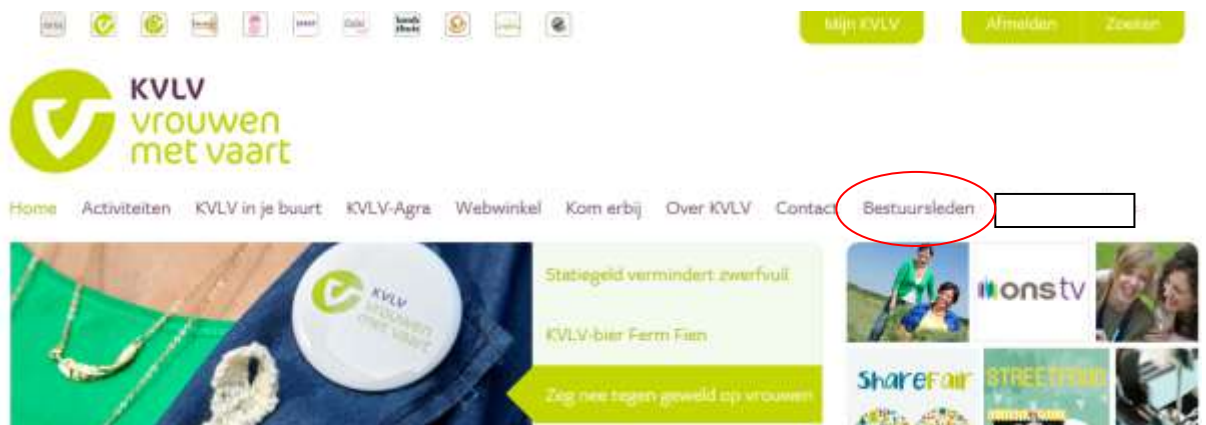 Mijn KVLV
Afmelden Zoeken
KVLV
vrouwen
met vaart
Home Activiteiten KVLV in je buurt KVLV-Agra Webwinkel Kom erbij Over KVLV Contact Bestuursleden
KVLV
vrouwen
met vaart
Statiegeld vermindert zwerfvuil
KVLV-bier Ferm Fien
Zeg nee tegen geweld op vrouwen
onstv
Sharefair
STREETFOOD